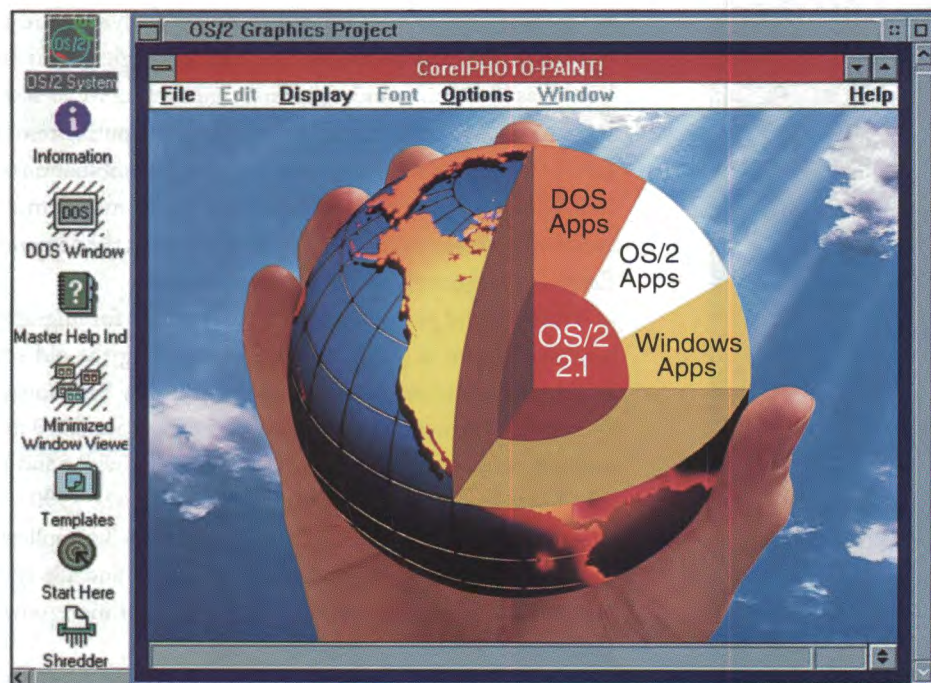 OS/2
OS/2 System
Information
DOS
DOS Window
?
Master Help Ind
Minimized
Window Viewe
Templates
Start Here
Shredder
OS/2 Graphics Project
CorelPHOTO-PAINT!
File Edit Display Font Options Window Help
DOS
Apps
OS/2
Apps
Windows
Apps
OS/2
2.1